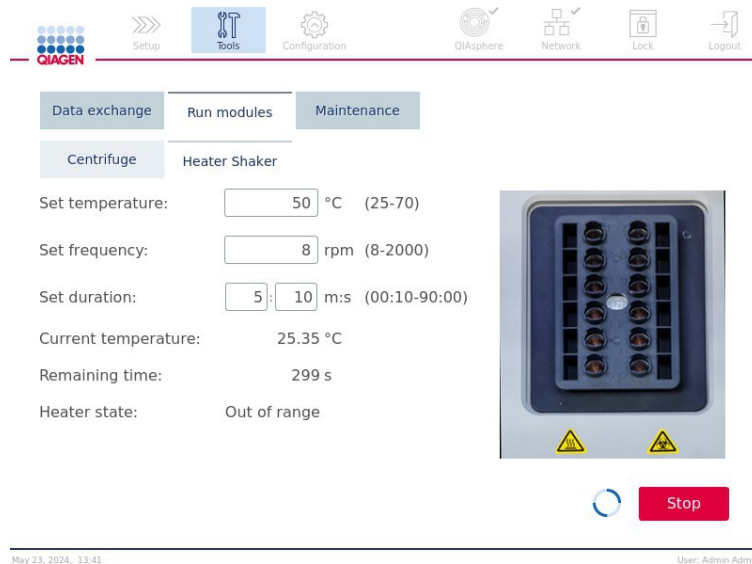 Setup Tools Configuration QIAsphere Network Lock Logout
QIAGEN
Data exchange Run modules Maintenance
Centrifuge Heater Shaker
Set temperature: 50 °C (25-70)
Set frequency: 8 rpm (8-2000)
Set duration: 5 : 10 m:s (00:10-90:00)
Current temperature: 25.35 °C
Remaining time: 299 s
Heater state: Out of range
Stop
May 23, 2024, 13:41 User: Admin Adm